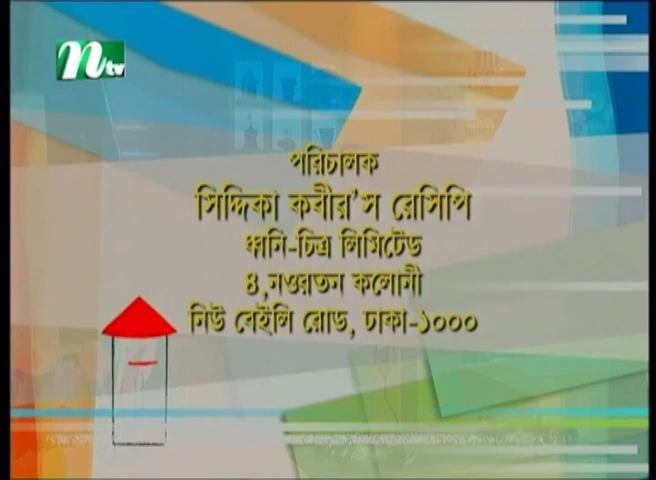 ntv
পরিচালক
সিদ্দিকা কবীর’স রেসিপি
ধ্বনি-চিত্র লিমিটেড
৪,নওরতন কলোনী
নিউ বেইলি রোড, ঢাকা-১০০০